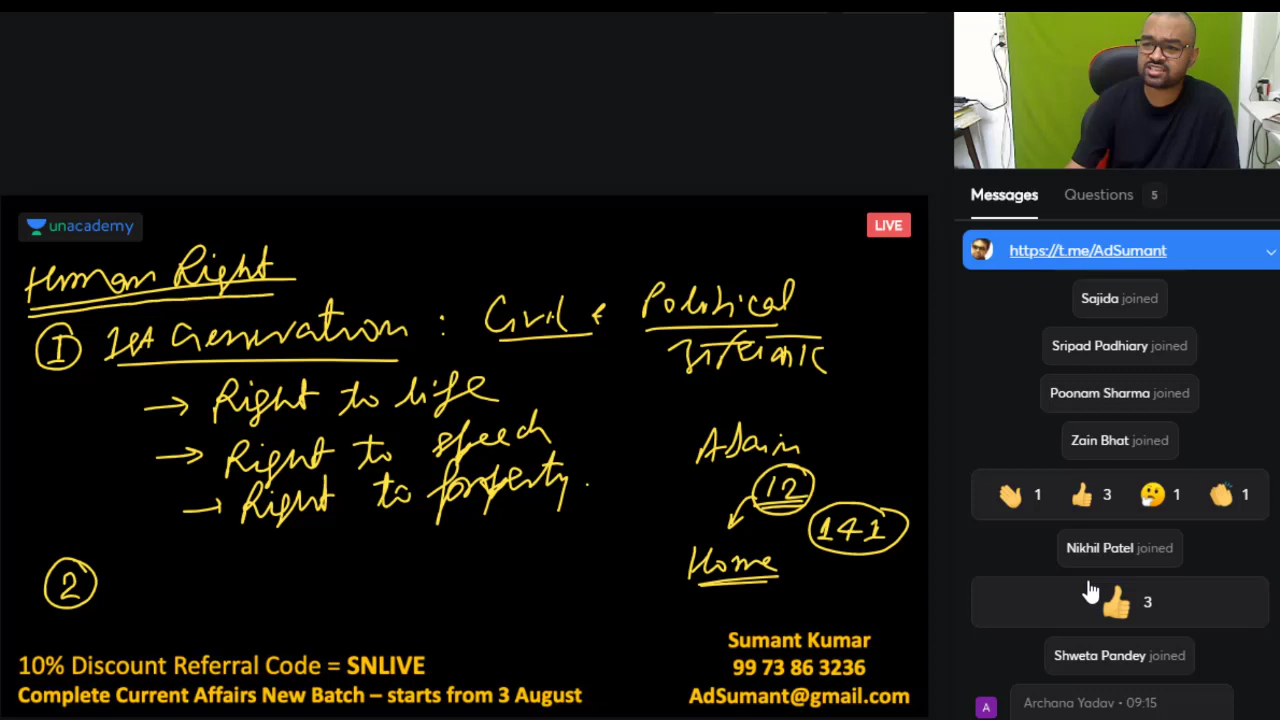 unacademy
LIVE
Human Right
① 1st Generation : Civil & Political
→ Right to life
→ Right to speech
→ Right to property.
Again
12
141
Home
②
10% Discount Referral Code = SNLIVE
Complete Current Affairs New Batch – starts from 3 August
Sumant Kumar
99 73 86 3236
AdSumant@gmail.com
Messages
Questions 5
https://t.me/AdSumant
Sajida joined
Sripad Padhiary joined
Poonam Sharma joined
Zain Bhat joined
1 3 1 1
Nikhil Patel joined
3
Shweta Pandey joined
A
Archana Yadav • 09:15